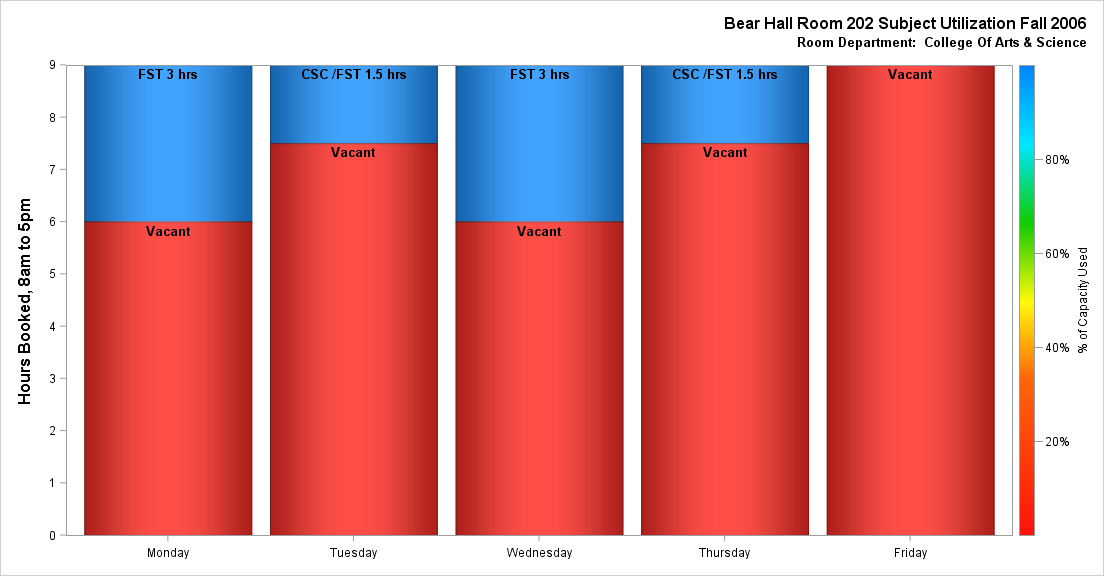 Bear Hall Room 202 Subject Utilization Fall 2006
Room Department:  College Of Arts & Science
Hours Booked, 8am to 5pm
9
8
7
6
5
4
3
2
1
0
FST 3 hrs
Vacant
CSC /FST 1.5 hrs
Vacant
FST 3 hrs
Vacant
CSC /FST 1.5 hrs
Vacant
Vacant
Monday
Tuesday
Wednesday
Thursday
Friday
80%
60%
40%
20%
% of Capacity Used